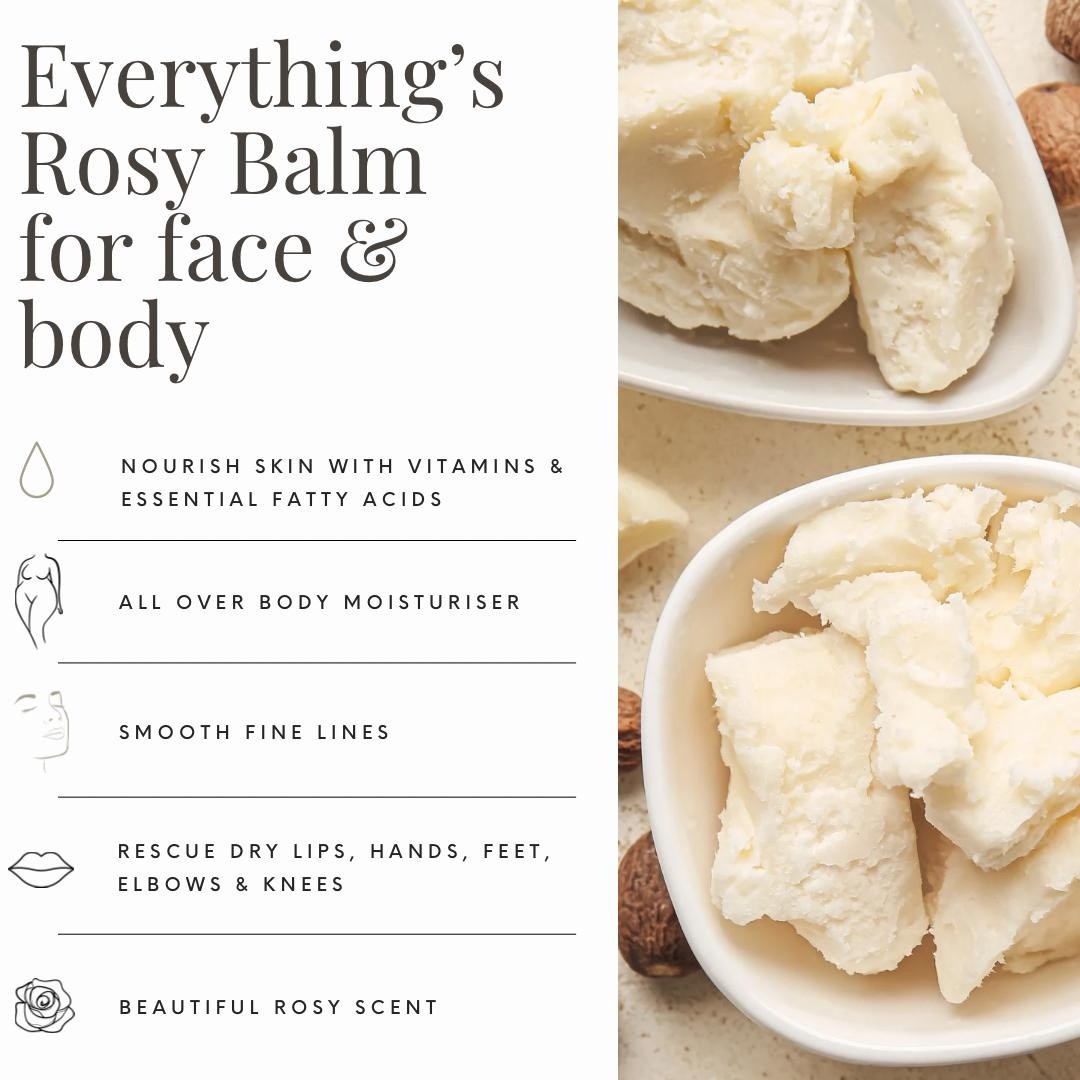 Everything’s
Rosy Balm
for face &
body
NOURISH SKIN WITH VITAMINS &
ESSENTIAL FATTY ACIDS
ALL OVER BODY MOISTURISER
SMOOTH FINE LINES
RESCUE DRY LIPS, HANDS, FEET,
ELBOWS & KNEES
BEAUTIFUL ROSY SCENT